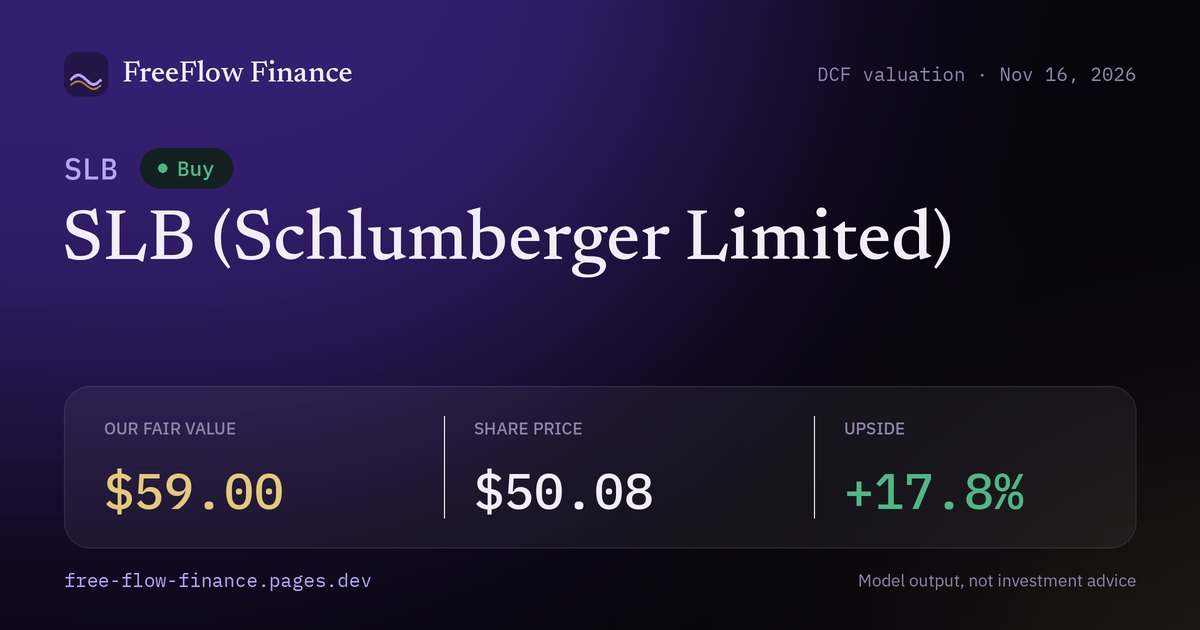 FreeFlow Finance
DCF valuation · Nov 16, 2026
SLB
Buy
SLB (Schlumberger Limited)
OUR FAIR VALUE
$59.00
SHARE PRICE
$50.08
UPSIDE
+17.8%
free-flow-finance.pages.dev
Model output, not investment advice